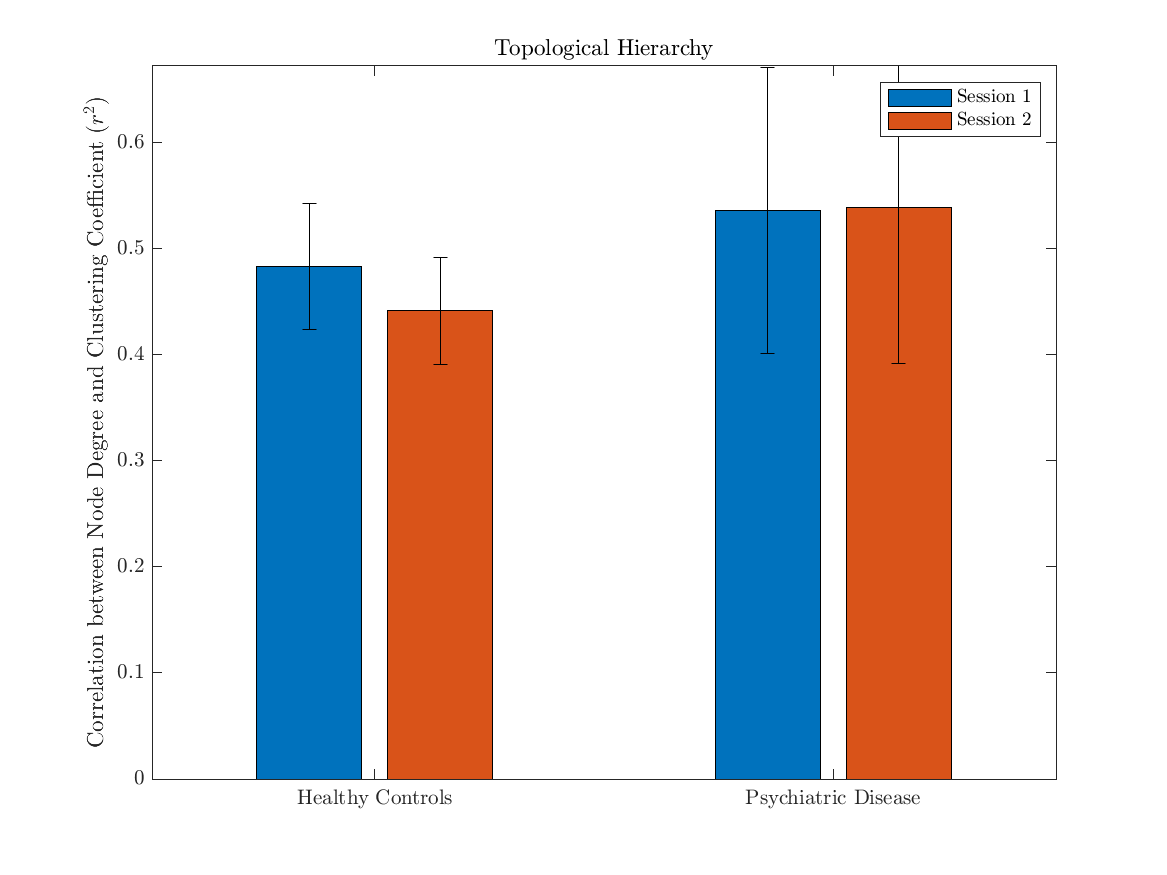 Topological Hierarchy
Correlation between Node Degree and Clustering Coefficient (r²)
Session 1
Session 2
0.6
0.5
0.4
0.3
0.2
0.1
0
Healthy Controls
Psychiatric Disease